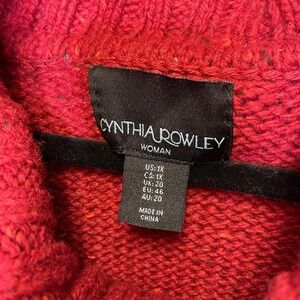 CYNTHIA ROWLEY
WOMAN
US: 1X
CA: 1X
UK: 20
EU: 46
AU: 20
MADE IN
CHINA